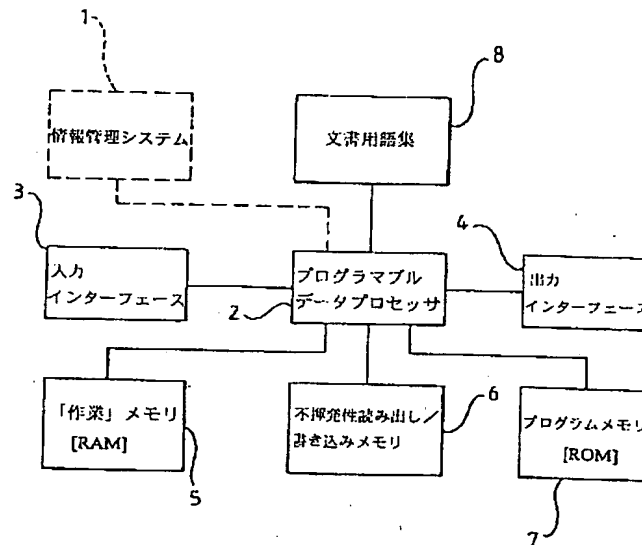 1
情報管理システム
8
文書用語集
3
入力
インターフェース
2
プログラマブル
データプロセッサ
4
出力
インターフェース
「作業」メモリ
[RAM]
5
不揮発性読み出し/
書き込みメモリ
6
プログラムメモリ
[ROM]
7